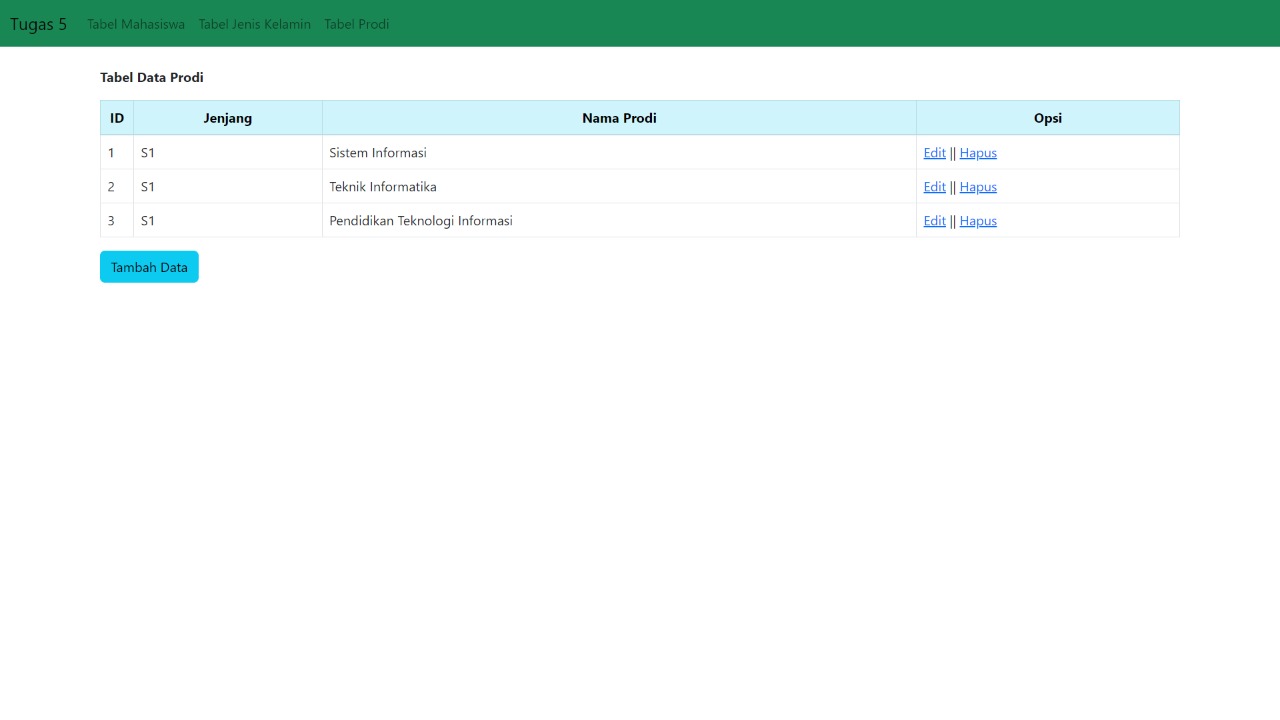 Tugas 5 Tabel Mahasiswa Tabel Jenis Kelamin Tabel Prodi
Tabel Data Prodi
ID Jenjang Nama Prodi Opsi
1 S1 Sistem Informasi Edit || Hapus
2 S1 Teknik Informatika Edit || Hapus
3 S1 Pendidikan Teknologi Informasi Edit || Hapus
Tambah Data